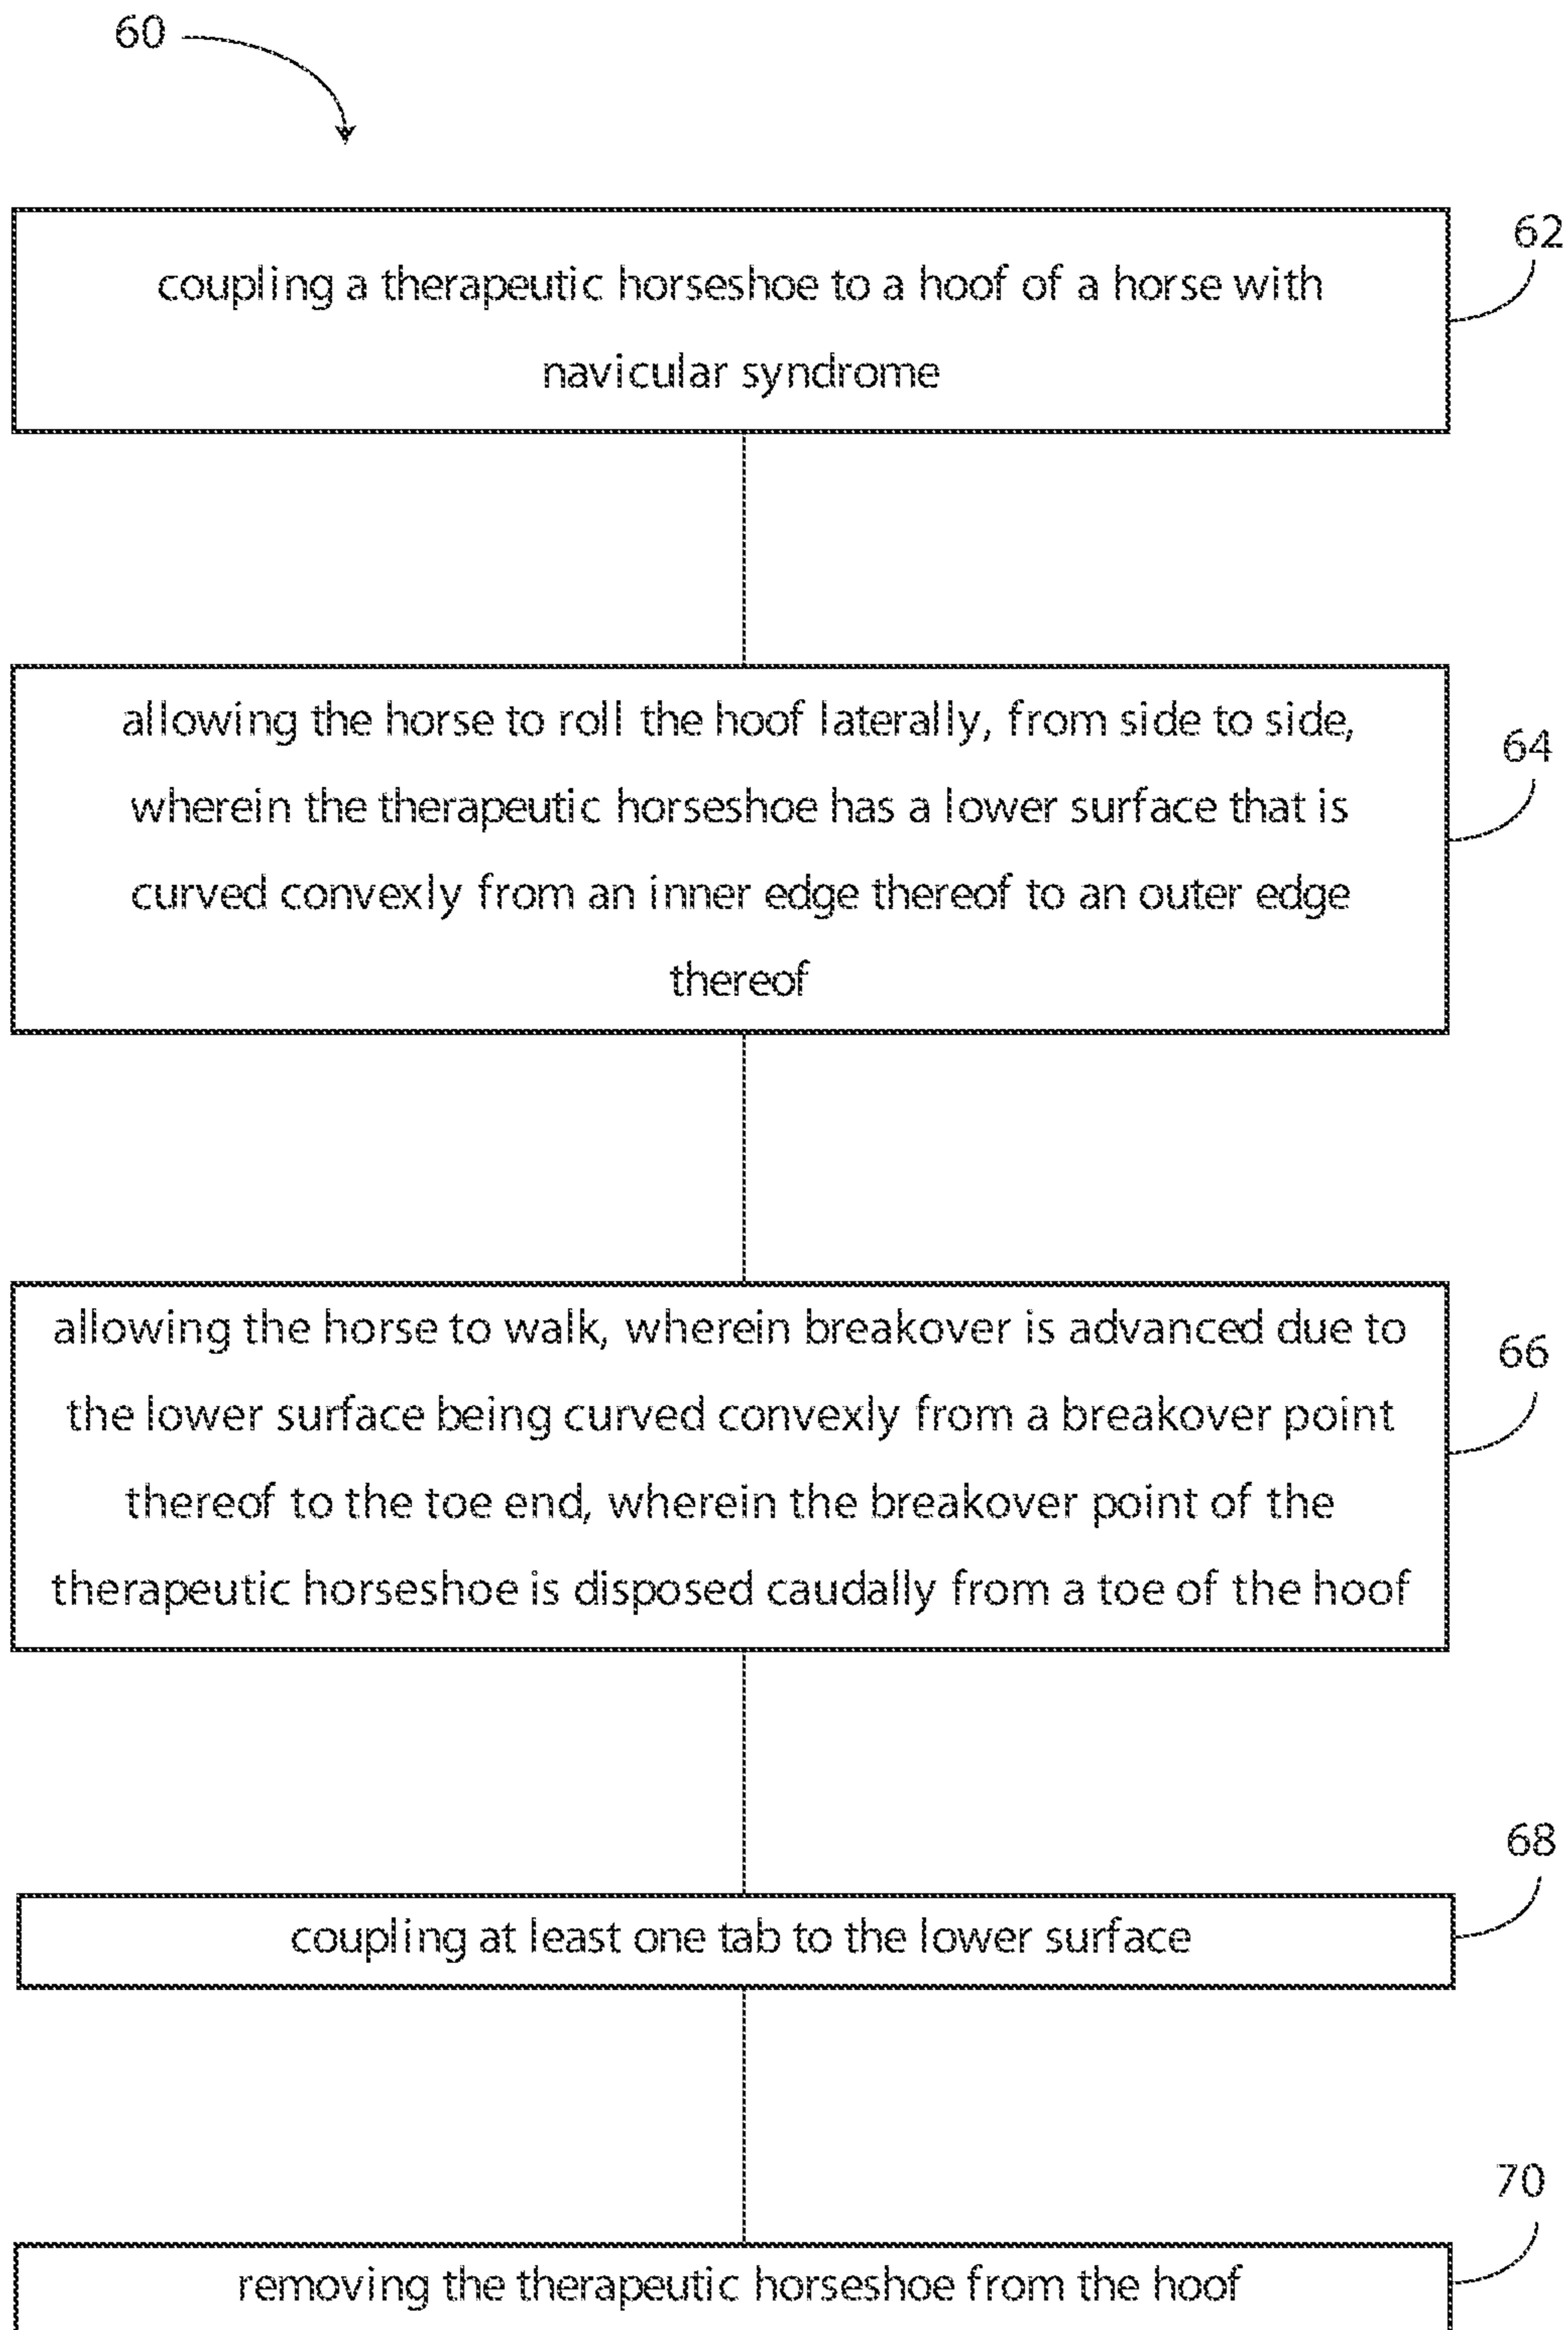 60
62
coupling a therapeutic horseshoe to a hoof of a horse with
navicular syndrome
64
allowing the horse to roll the hoof laterally, from side to side,
wherein the therapeutic horseshoe has a lower surface that is
curved convexly from an inner edge thereof to an outer edge
thereof
66
allowing the horse to walk, wherein breakover is advanced due to
the lower surface being curved convexly from a breakover point
thereof to the toe end, wherein the breakover point of the
therapeutic horseshoe is disposed caudally from a toe of the hoof
68
coupling at least one tab to the lower surface
70
removing the therapeutic horseshoe from the hoof